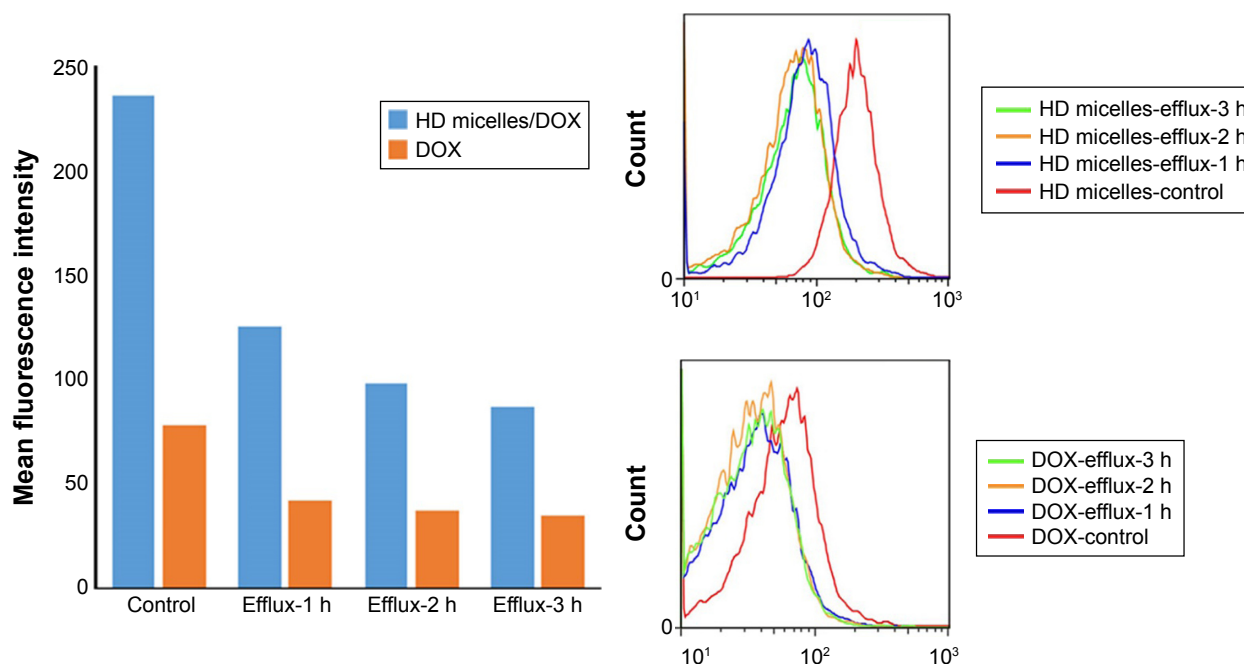 Mean fluorescence intensity
250
200
150
100
50
0
Control
Efflux-1 h
Efflux-2 h
Efflux-3 h
HD micelles/DOX
DOX
Count
0
10¹
10²
10³
HD micelles-efflux-3 h
HD micelles-efflux-2 h
HD micelles-efflux-1 h
HD micelles-control
Count
0
10¹
10²
10³
DOX-efflux-3 h
DOX-efflux-2 h
DOX-efflux-1 h
DOX-control